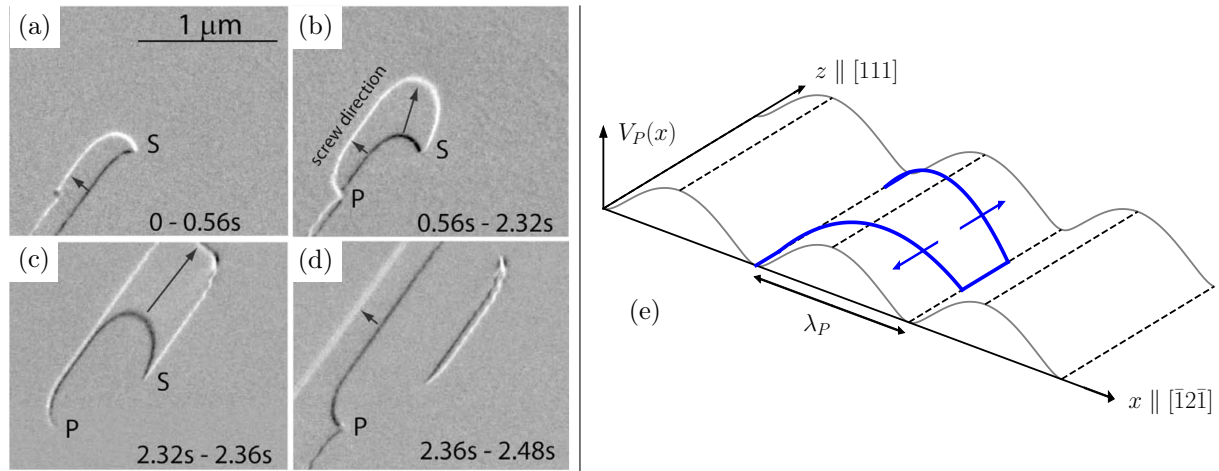 (a)
1 µm
S
0 - 0.56s
(b)
screw direction
S
P
0.56s - 2.32s
(c)
S
P
2.32s - 2.36s
(d)
P
2.36s - 2.48s
z ∥ [111]
V_P(x)
(e)
λ_P
x ∥ [1̄21̄]